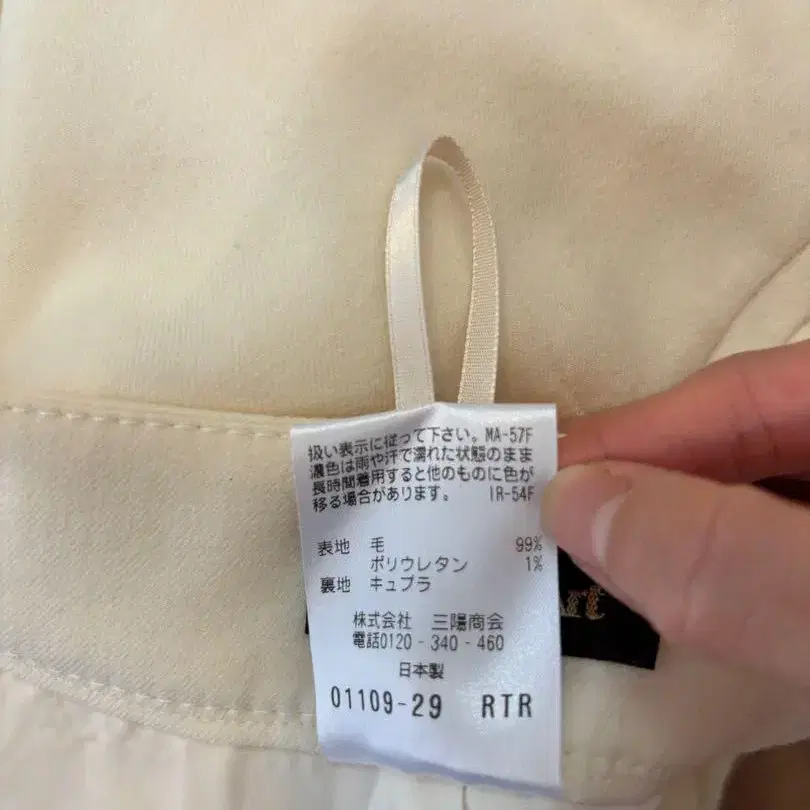 扱い表示に従って下さい。MA-57F
濃色は雨や汗で濡れた状態のまま
長時間着用すると他のものに色が
移る場合があります。 IR-54F
表地 毛 99%
ポリウレタン 1%
裏地 キュプラ
株式会社 三陽商会
電話0120-340-460
日本製
01109-29 RTR